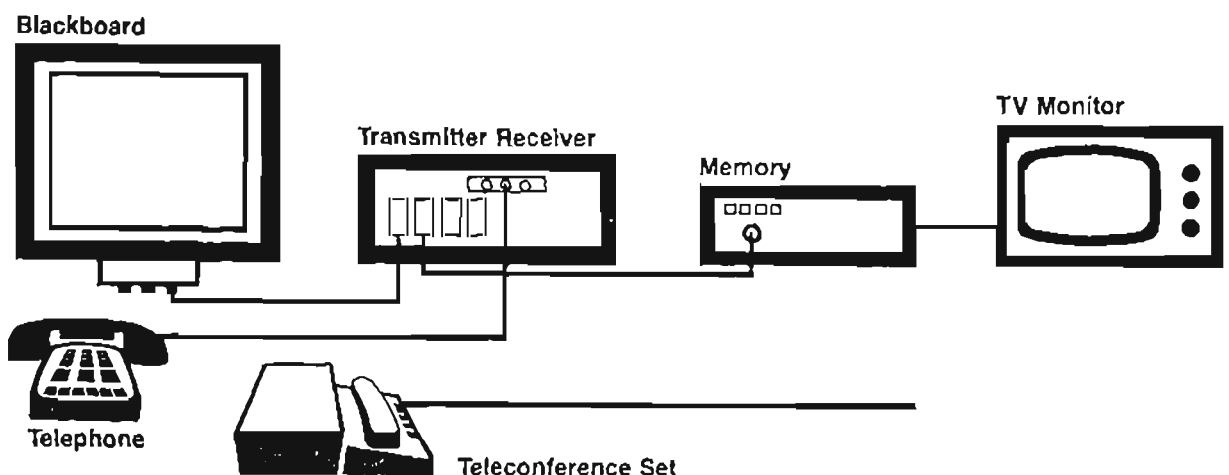 Blackboard
TV Monitor
Transmitter Receiver
Memory
Telephone
Teleconference Set